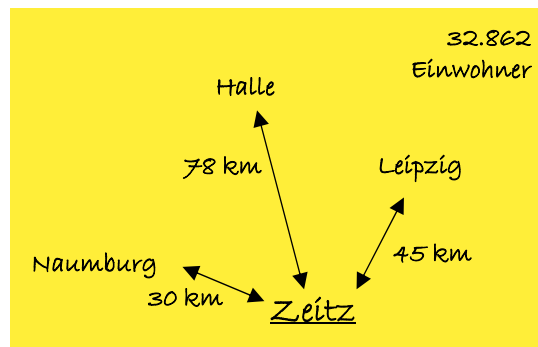 32.862
Einwohner
Halle
78 km
Leipzig
45 km
Naumburg
30 km
Zeitz